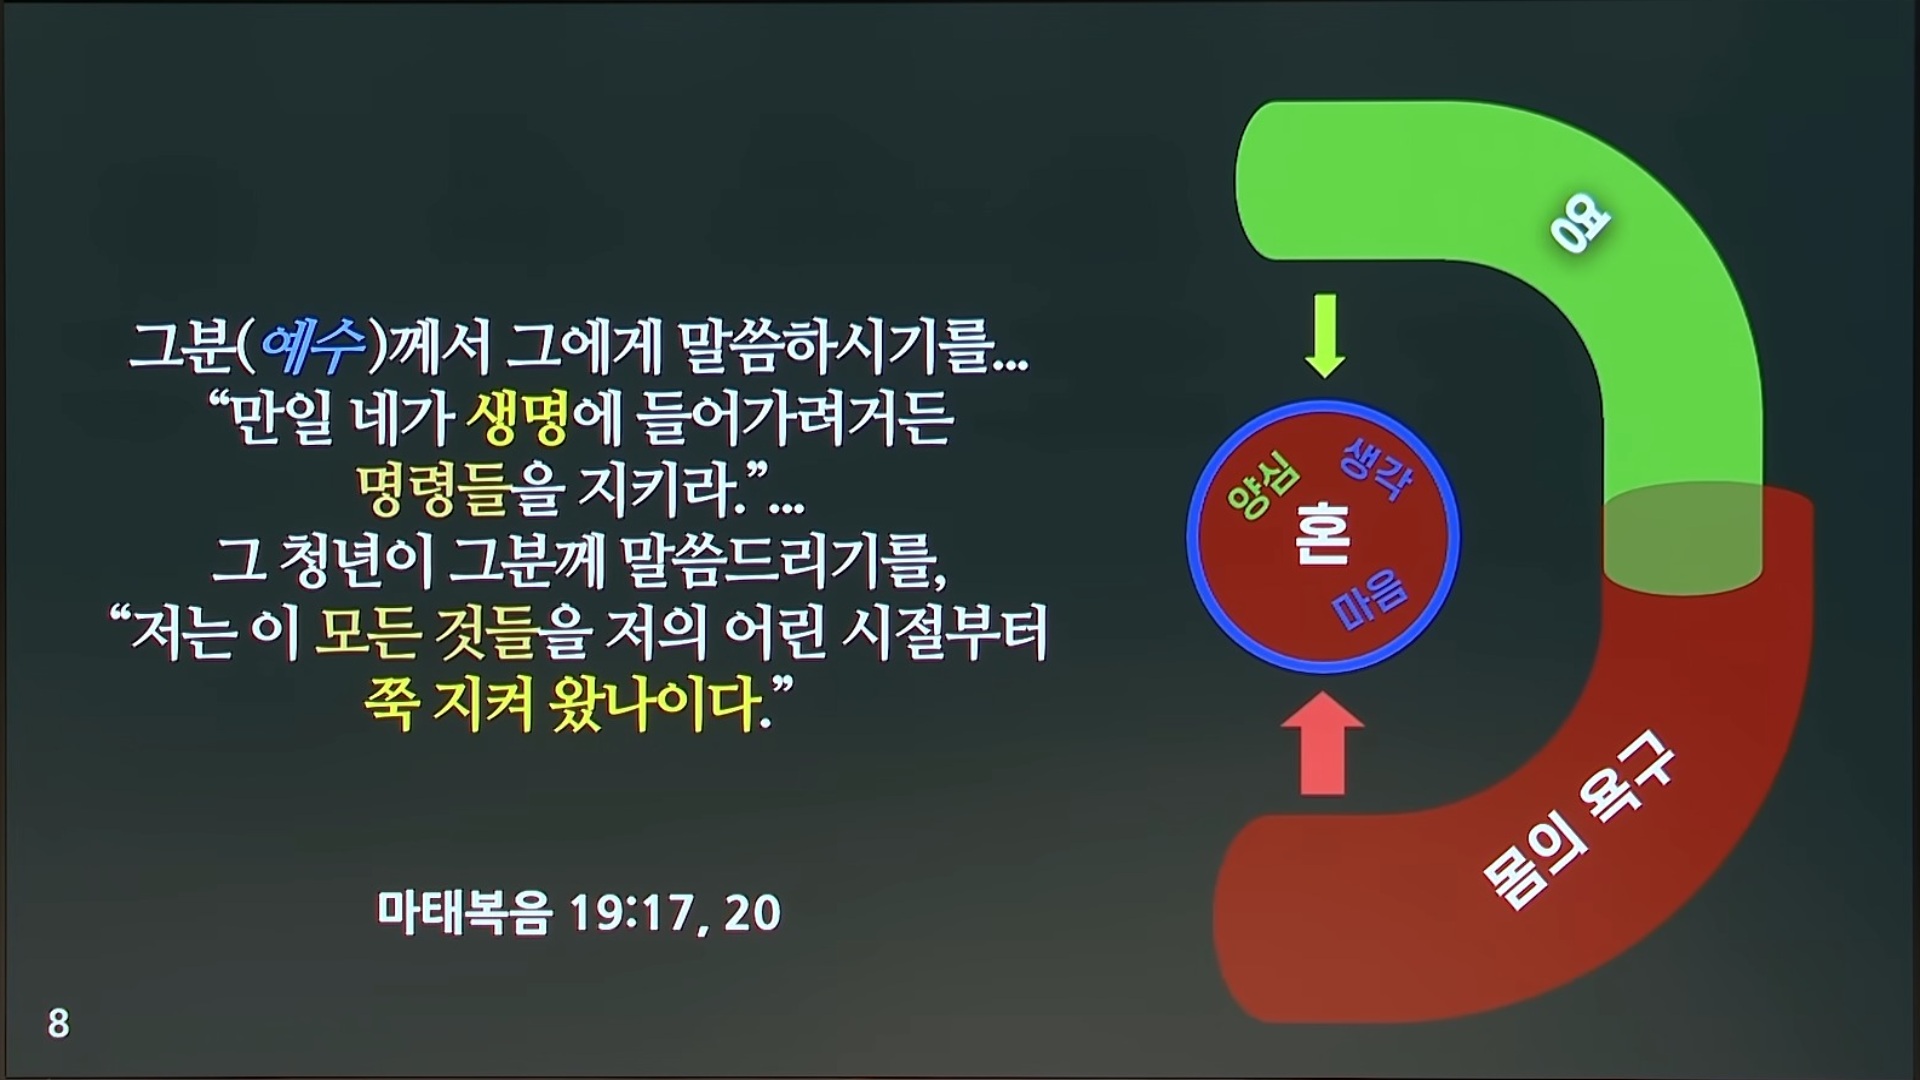 그분(예수)께서 그에게 말씀하시기를...
“만일 네가 생명에 들어가려거든
명령들을 지키라.”...
그 청년이 그분께 말씀드리기를,
“저는 이 모든 것들을 저의 어린 시절부터
쭉 지켜 왔나이다.”
마태복음 19:17, 20
8
영
양심
생각
혼
마음
몸의 욕구